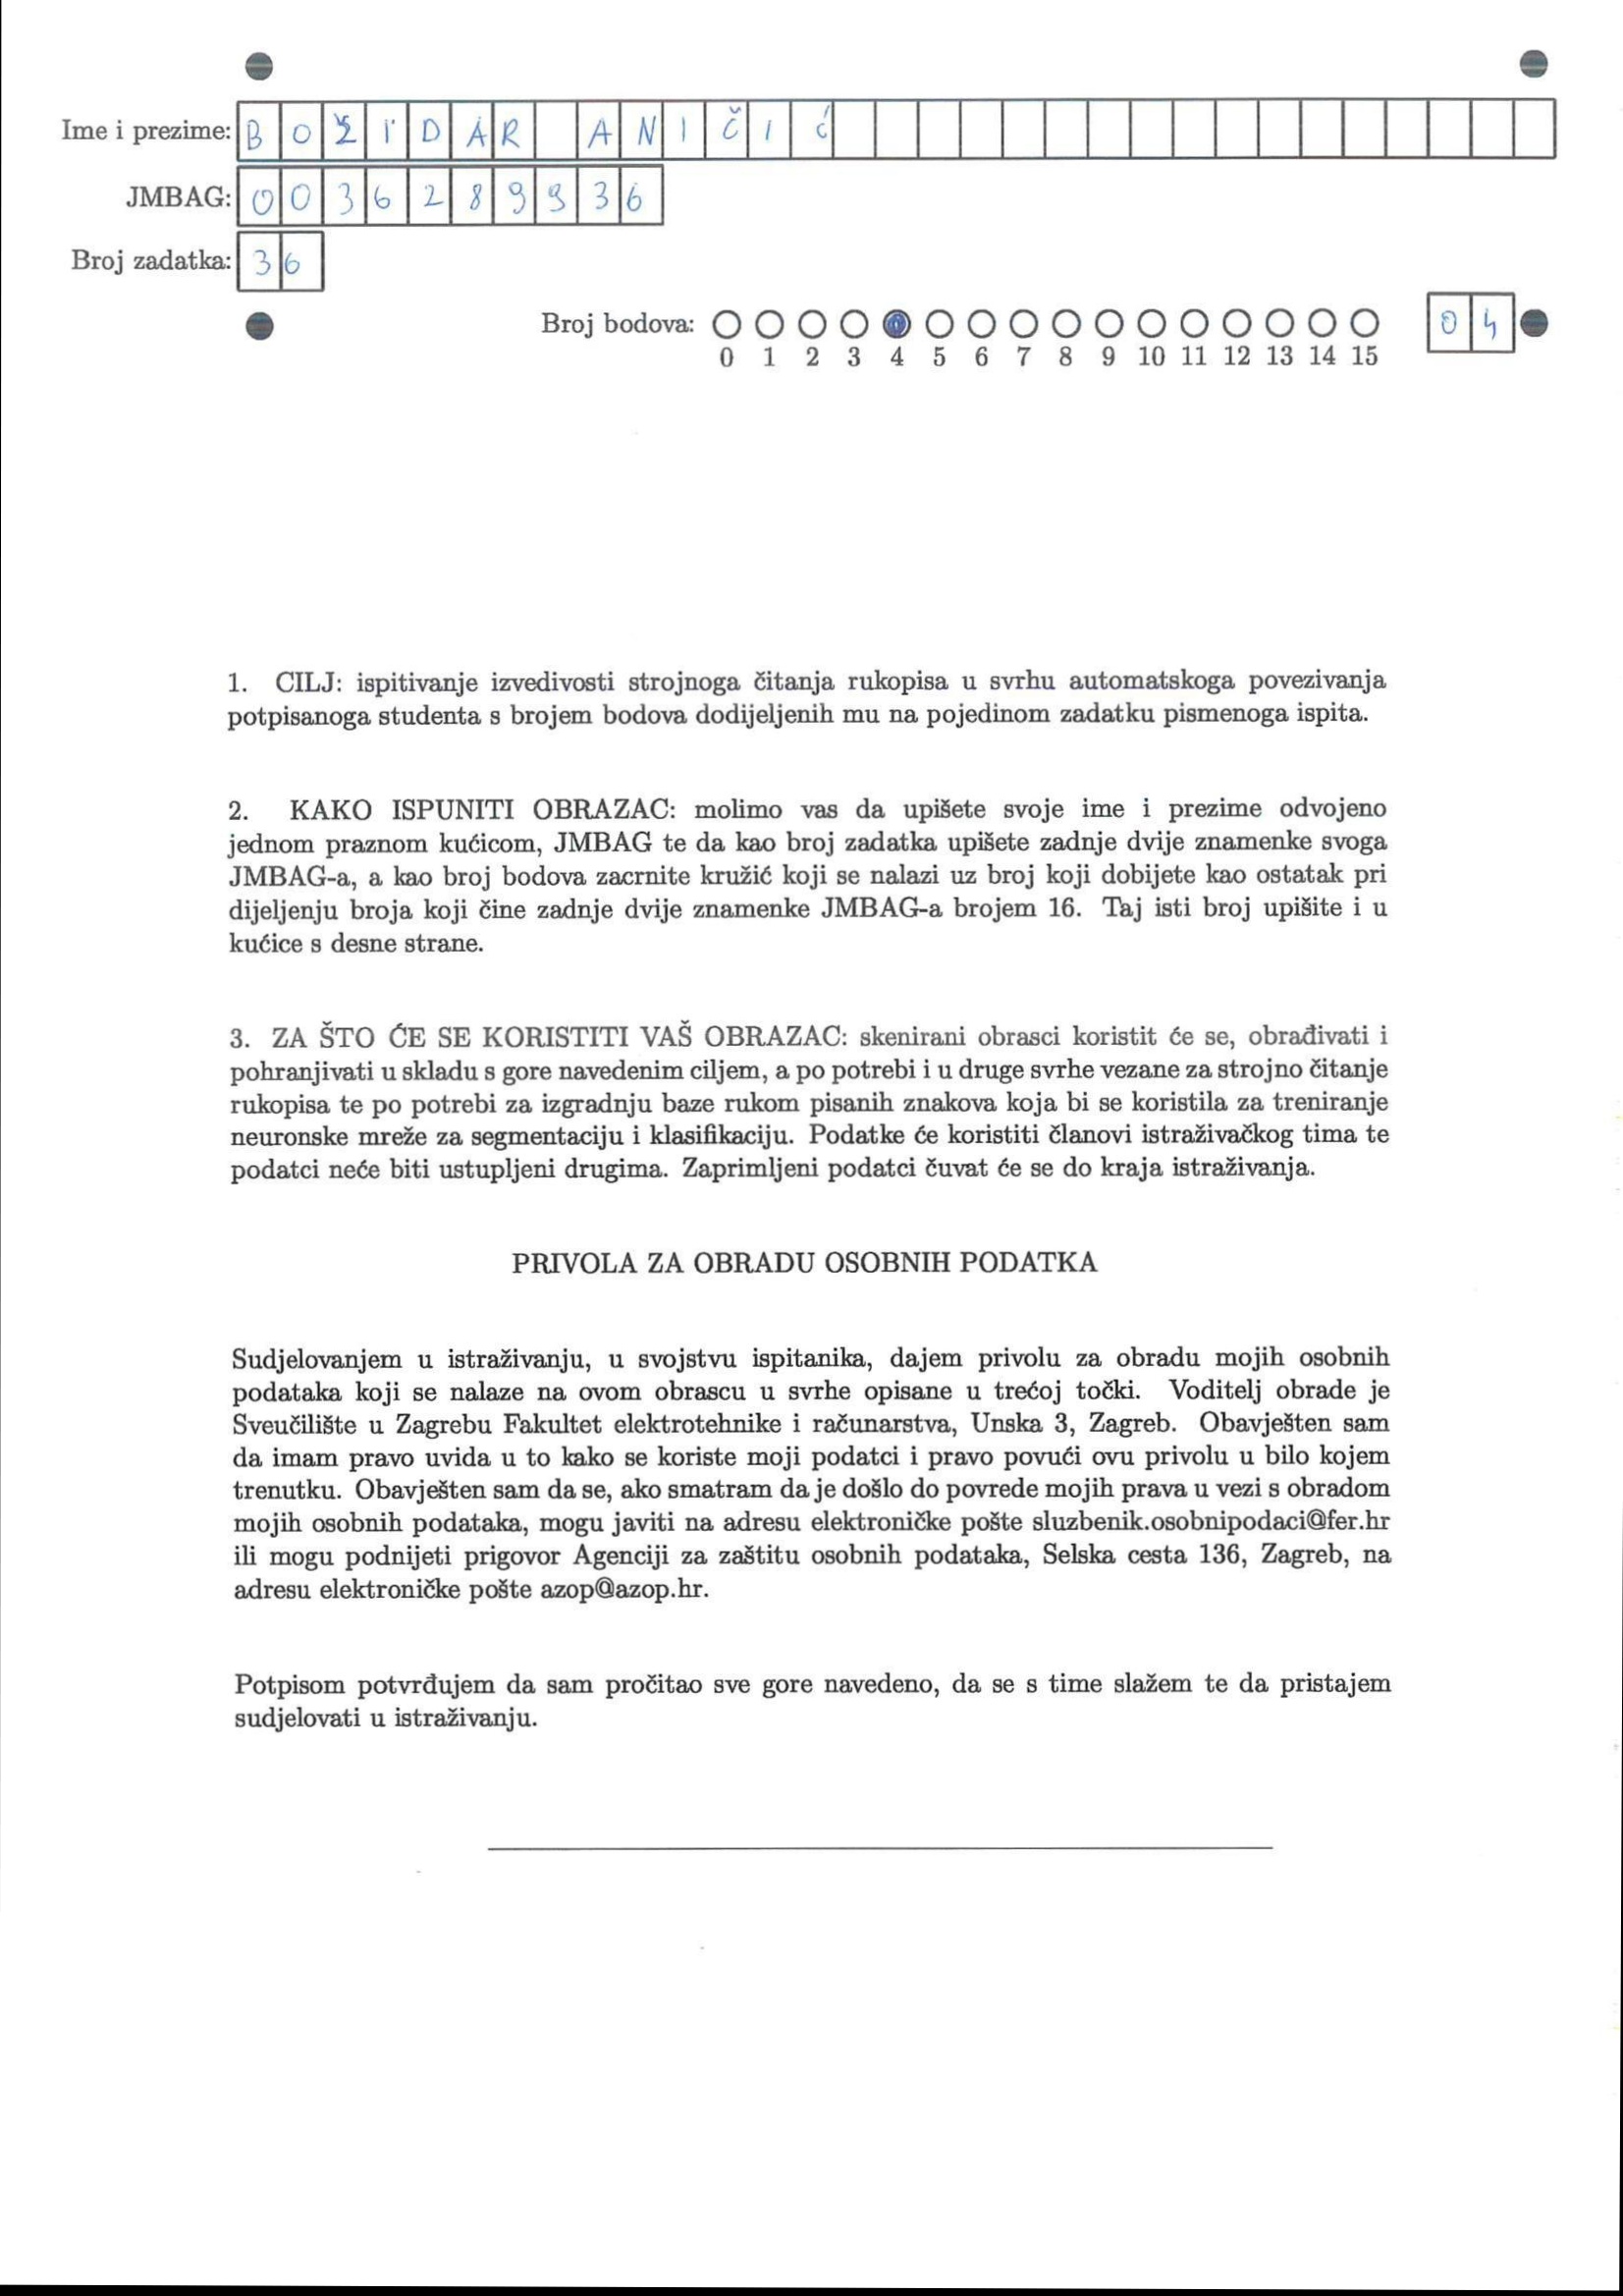 Ime i prezime: BOŽIDAR ANIČIĆ
JMBAG: 0036289936
Broj zadatka: 36
Broj bodova: 04
0 1 2 3 4 5 6 7 8 9 10 11 12 13 14 15
1. CILJ: ispitivanje izvedivosti strojnoga čitanja rukopisa u svrhu automatskoga povezivanja
potpisanoga studenta s brojem bodova dodijeljenih mu na pojedinom zadatku pismenoga ispita.
2. KAKO ISPUNITI OBRAZAC: molimo vas da upišete svoje ime i prezime odvojeno
jednom praznom kućicom, JMBAG te da kao broj zadatka upišete zadnje dvije znamenke svoga
JMBAG-a, a kao broj bodova zacrnite kružić koji se nalazi uz broj koji dobijete kao ostatak pri
dijeljenju broja koji čine zadnje dvije znamenke JMBAG-a brojem 16. Taj isti broj upišite i u
kućice s desne strane.
3. ZA ŠTO ĆE SE KORISTITI VAŠ OBRAZAC: skenirani obrasci koristit će se, obrađivati i
pohranjivati u skladu s gore navedenim ciljem, a po potrebi i u druge svrhe vezane za strojno čitanje
rukopisa te po potrebi za izgradnju baze rukom pisanih znakova koja bi se koristila za treniranje
neuronske mreže za segmentaciju i klasifikaciju. Podatke će koristiti članovi istraživačkog tima te
podatci neće biti ustupljeni drugima. Zaprimljeni podatci čuvat će se do kraja istraživanja.
PRIVOLA ZA OBRADU OSOBNIH PODATKA
Sudjelovanjem u istraživanju, u svojstvu ispitanika, dajem privolu za obradu mojih osobnih
podataka koji se nalaze na ovom obrascu u svrhe opisane u trećoj točki. Voditelj obrade je
Sveučilište u Zagrebu Fakultet elektrotehnike i računarstva, Unska 3, Zagreb. Obavješten sam
da imam pravo uvida u to kako se koriste moji podatci i pravo povući ovu privolu u bilo kojem
trenutku. Obavješten sam da se, ako smatram da je došlo do povrede mojih prava u vezi s obradom
mojih osobnih podataka, mogu javiti na adresu elektroničke pošte sluzbenik.osobnipodaci@fer.hr
ili mogu podnijeti prigovor Agenciji za zaštitu osobnih podataka, Selska cesta 136, Zagreb, na
adresu elektroničke pošte azop@azop.hr.
Potpisom potvrđujem da sam pročitao sve gore navedeno, da se s time slažem te da pristajem
sudjelovati u istraživanju.